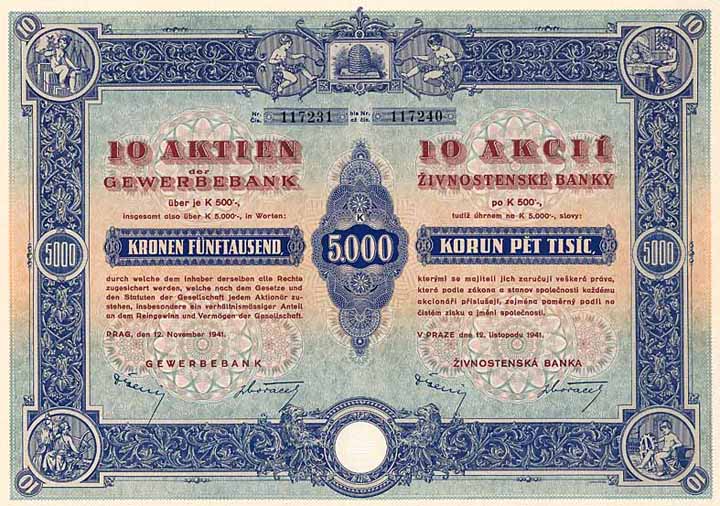 10
10
Nr. čís. 117231 bis Nr. až čís. 117240
10 AKTIEN
der
GEWERBEBANK
über je K 500·-,
insgesamt also über K 5.000·-, in Worten:
KRONEN FÜNFTAUSEND,
durch welche dem Inhaber derselben alle Rechte
zugesichert werden, welche nach dem Gesetze und
den Statuten der Gesellschaft jedem Aktionär zu-
stehen, insbesondere ein verhältnismässiger Anteil
an dem Reingewinn und Vermögen der Gesellschaft.
PRAG, den 12. November 1941.
GEWERBEBANK
10 AKCIÍ
ŽIVNOSTENSKÉ BANKY
po K 500·-,
tudíž úhrnem na K 5.000·-, slovy:
KORUN PĚT TISÍC,
kterými se majiteli jich zaručují veškerá práva,
která podle zákona a stanov společnosti každému
akcionáři příslušejí, zejména poměrný podíl na
čistém zisku a jmění společnosti.
V PRAZE dne 12. listopadu 1941.
ŽIVNOSTENSKÁ BANKA
K
5.000
5000
5000
10
10